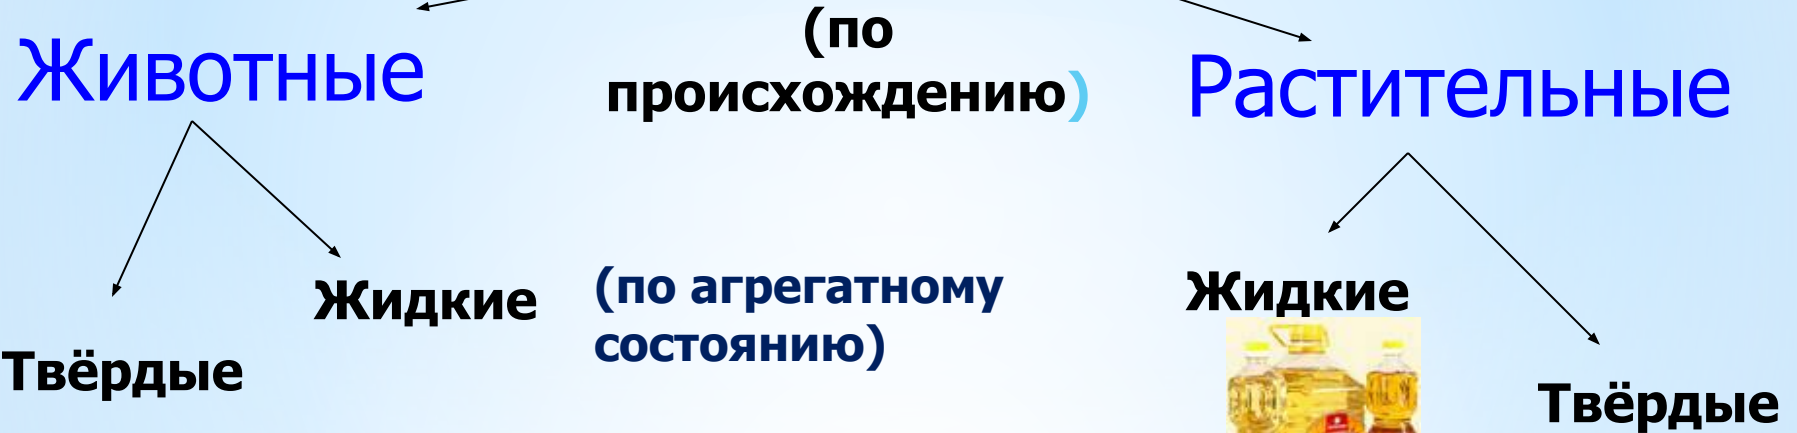 (по
происхождению)
Животные
Растительные
Жидкие
(по агрегатному
состоянию)
Жидкие
Твёрдые
Твёрдые